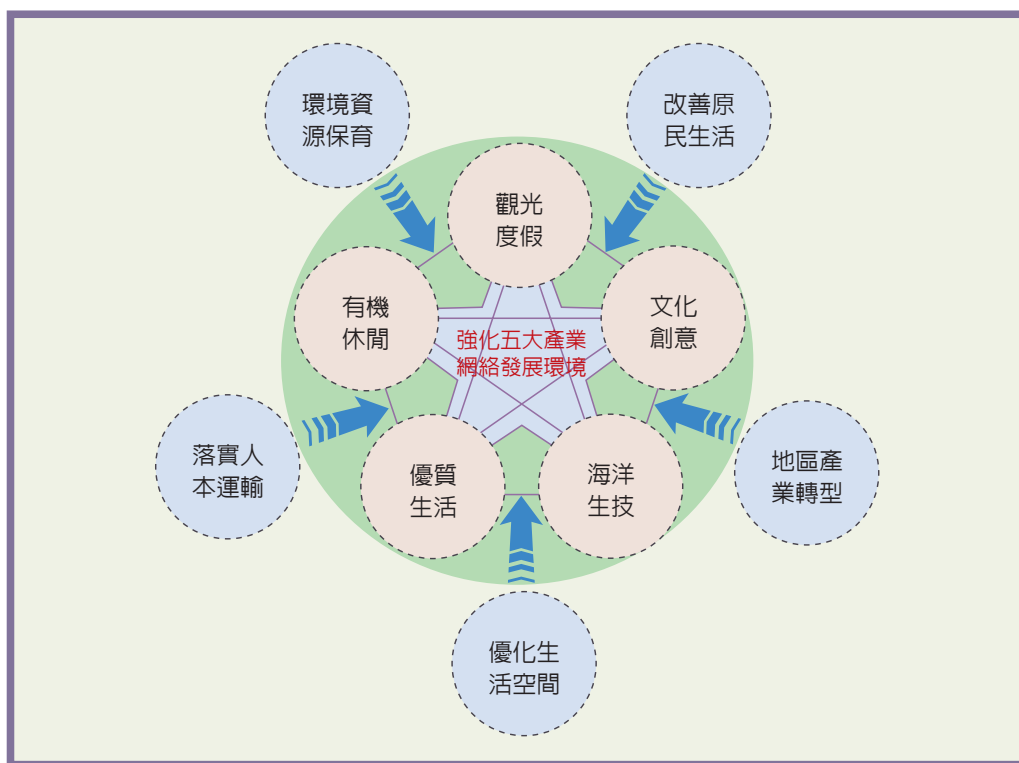 環境資
源保育
改善原
民生活
觀光
度假
有機
休閒
文化
創意
強化五大產業
網絡發展環境
落實人
本運輸
優質
生活
海洋
生技
地區產
業轉型
優化生
活空間